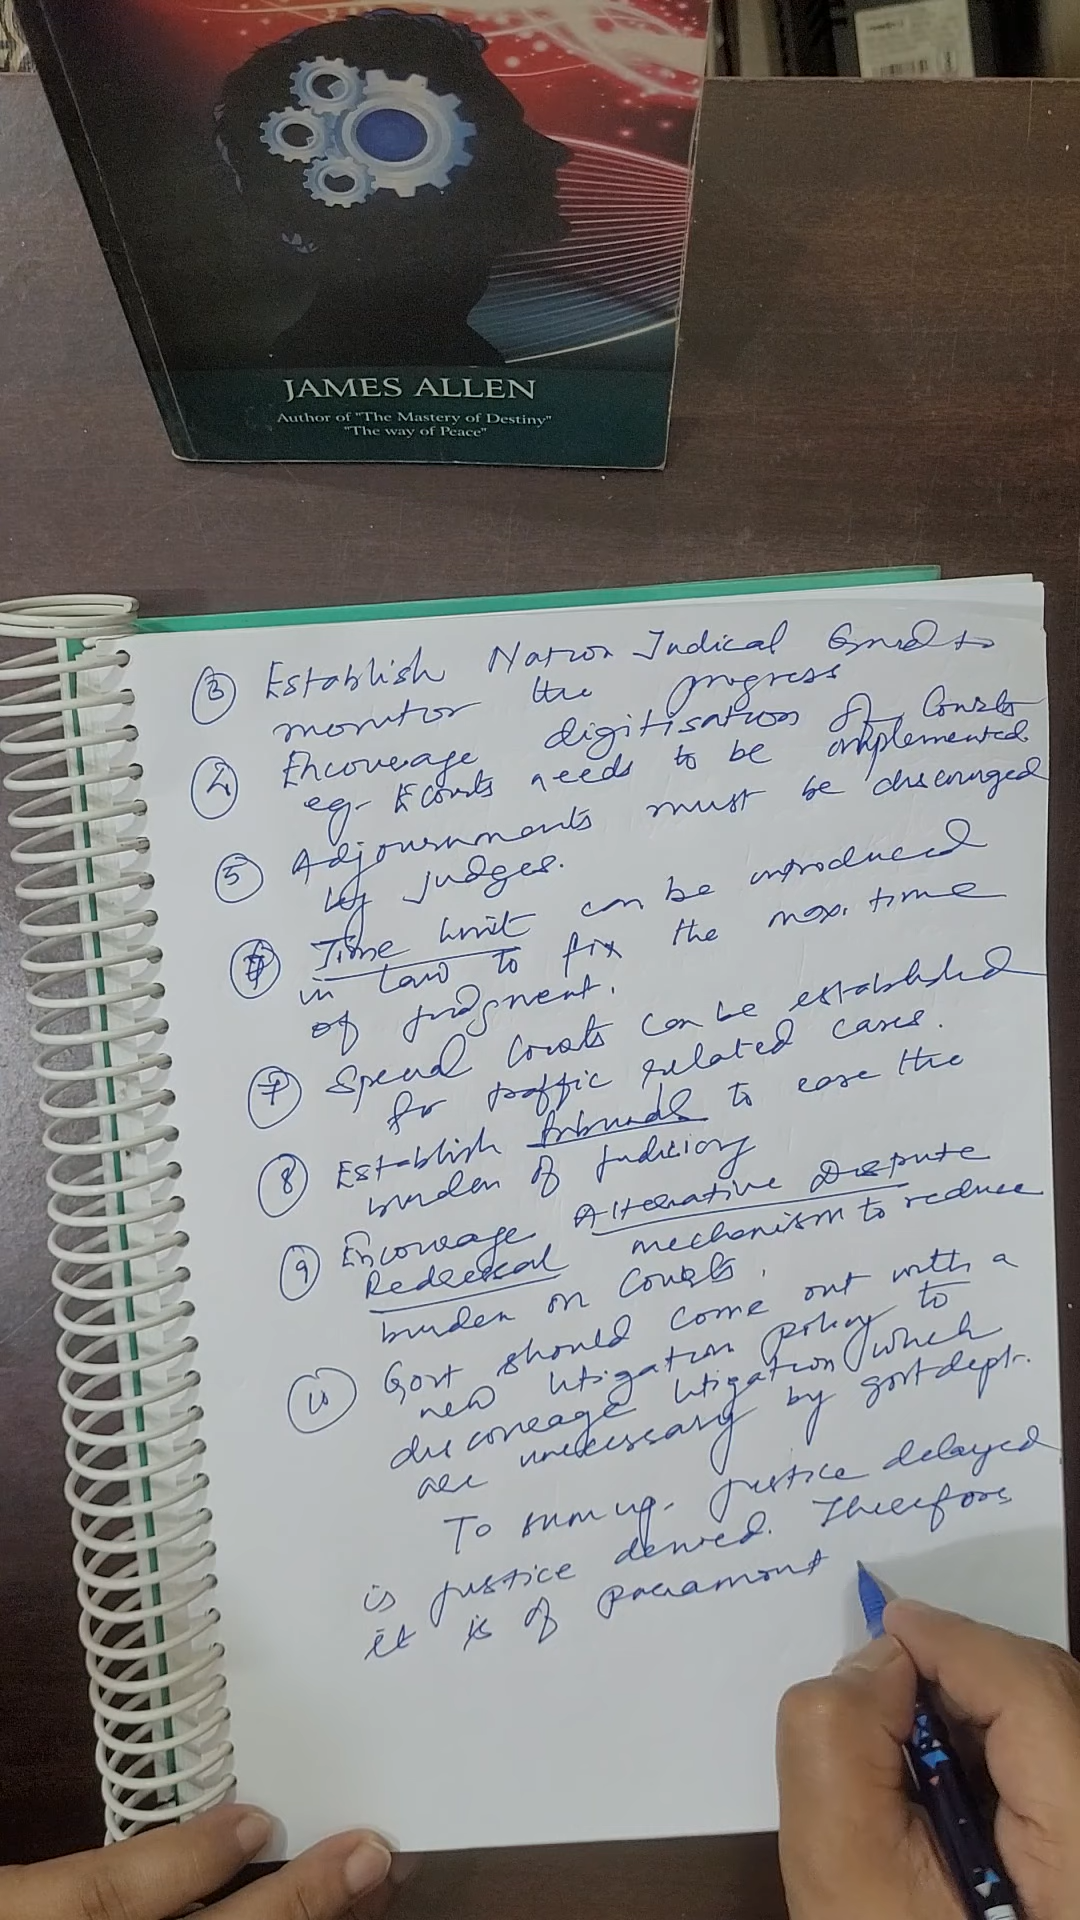 JAMES ALLEN
Author of "The Mastery of Destiny"
"The way of Peace"
③ Establish Nation Judical Grid to
monitor the progress
④ Encourage digitisation of Courts
eg- E Courts needs to be implemented
⑤ Adjournments must be discouraged
by judges.
Time limit can be introduced
in law to fix the max. time
of judgment.
⑦ Special Courts can be established
for traffic related cases.
⑧ Establish tribunals to ease the
burden of judiciary
⑨ Encourage Alternative Dispute
Redressal mechanism to reduce
burden on Courts.
⑩ Govt should come out with a
new litigation policy to
discourage litigation which
are unnecessary by govt dept.
To sum up, justice delayed
is justice denied. Therefore
it is of paramount